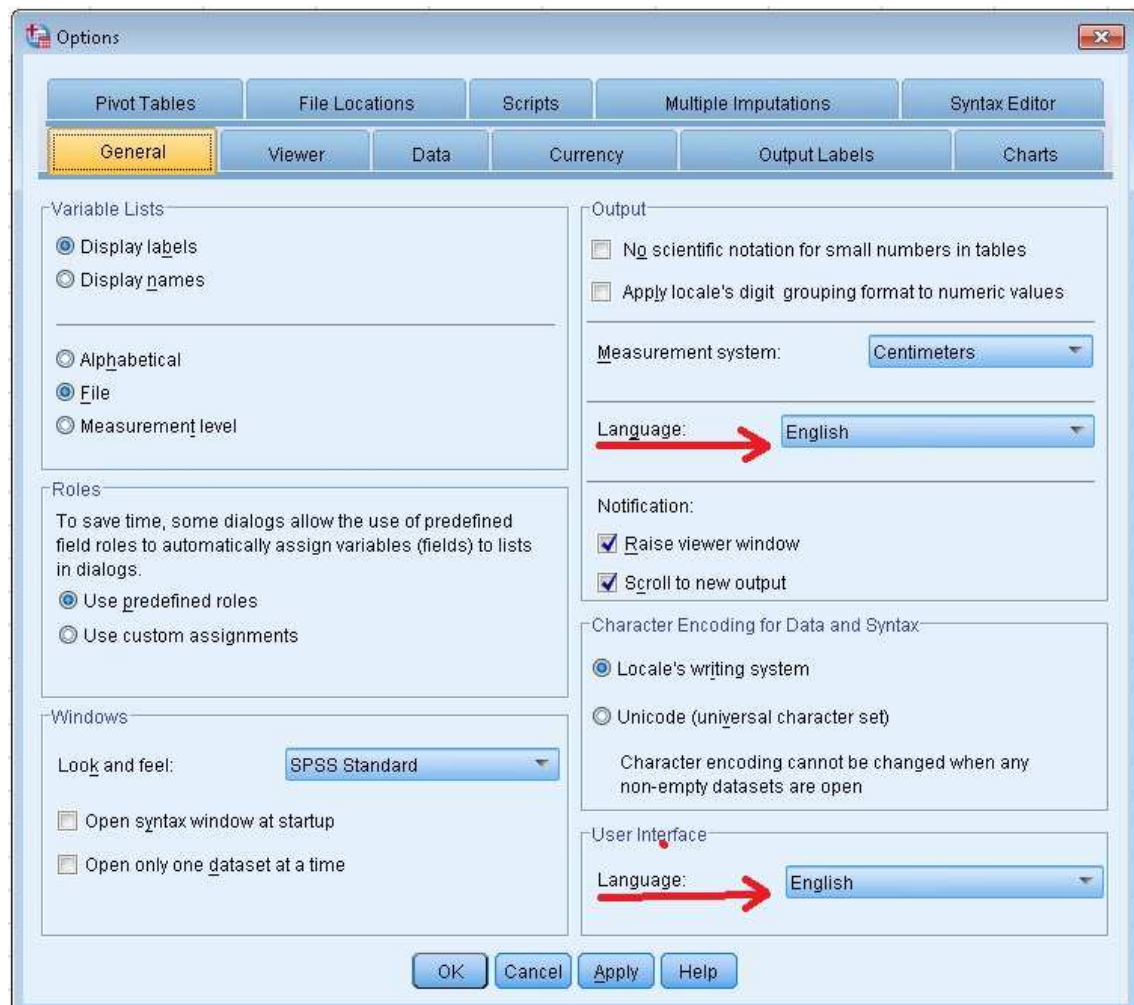 Options
Pivot Tables
File Locations
Scripts
Multiple Imputations
Syntax Editor
General
Viewer
Data
Currency
Output Labels
Charts
Variable Lists
Display labels
Display names
Alphabetical
File
Measurement level
Roles
To save time, some dialogs allow the use of predefined
field roles to automatically assign variables (fields) to lists
in dialogs.
Use predefined roles
Use custom assignments
Windows
Look and feel:
SPSS Standard
Open syntax window at startup
Open only one dataset at a time
Output
No scientific notation for small numbers in tables
Apply locale's digit grouping format to numeric values
Measurement system:
Centimeters
Language:
English
Notification:
Raise viewer window
Scroll to new output
Character Encoding for Data and Syntax
Locale's writing system
Unicode (universal character set)
Character encoding cannot be changed when any
non-empty datasets are open
User Interface
Language:
English
OK
Cancel
Apply
Help